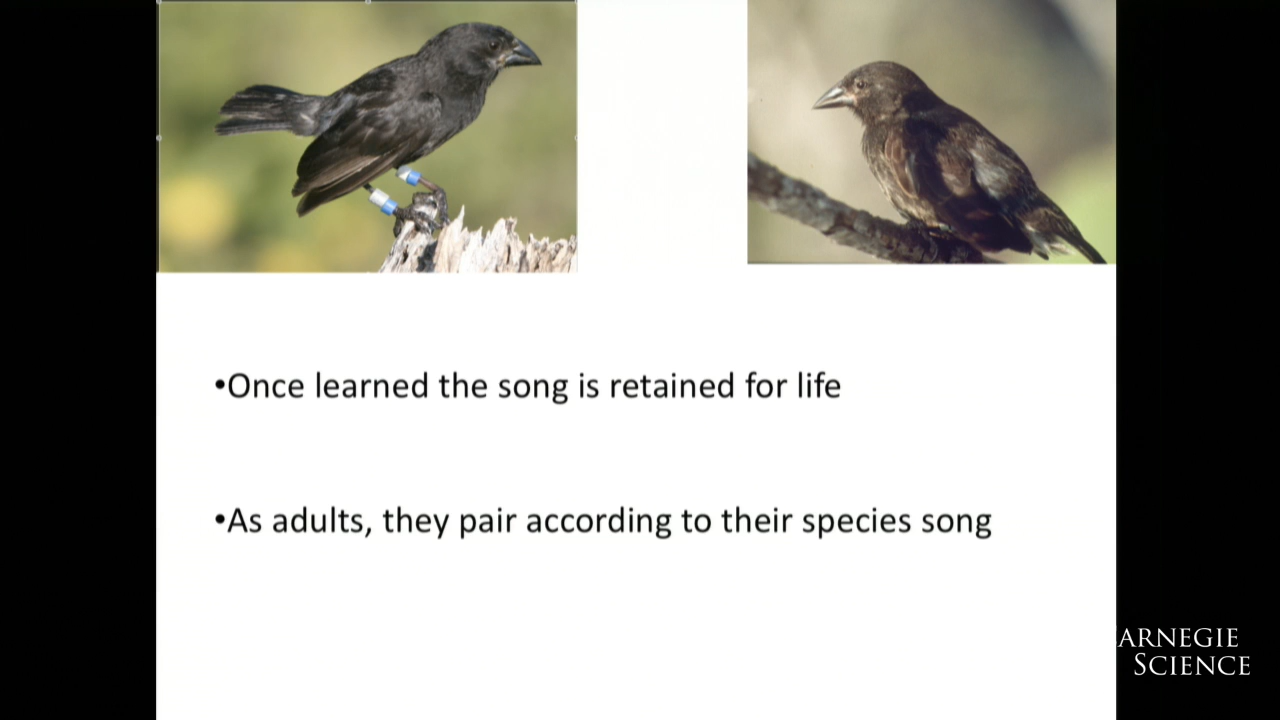 •Once learned the song is retained for life
•As adults, they pair according to their species song
ARNEGIE
SCIENCE